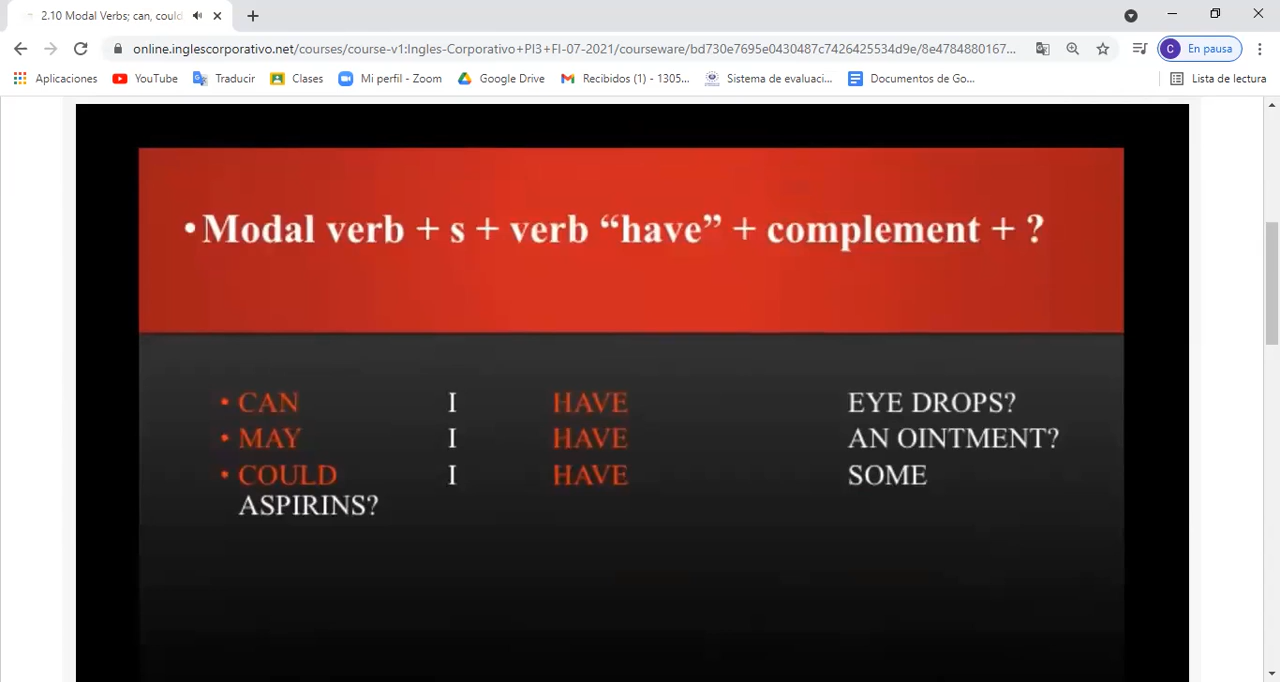 2.10 Modal Verbs; can, could
online.inglescorporativo.net/courses/course-v1:Ingles-Corporativo+PI3+FI-07-2021/courseware/bd730e7695e0430487c7426425534d9e/8e4784880167...
C En pausa
Aplicaciones YouTube Traducir Clases Mi perfil - Zoom Google Drive Recibidos (1) - 1305... Sistema de evaluaci... Documentos de Go... Lista de lectura
• Modal verb + s + verb “have” + complement + ?
• CAN I HAVE EYE DROPS?
• MAY I HAVE AN OINTMENT?
• COULD I HAVE SOME
ASPIRINS?